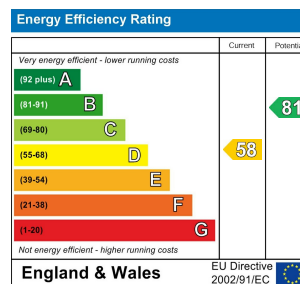 Energy Efficiency Rating
Current
Potenti
Very energy efficient - lower running costs
(92 plus) A
(81-91) B
81
(69-80) C
(55-68) D
58
(39-54) E
(21-38) F
(1-20) G
Not energy efficient - higher running costs
England & Wales
EU Directive
2002/91/EC